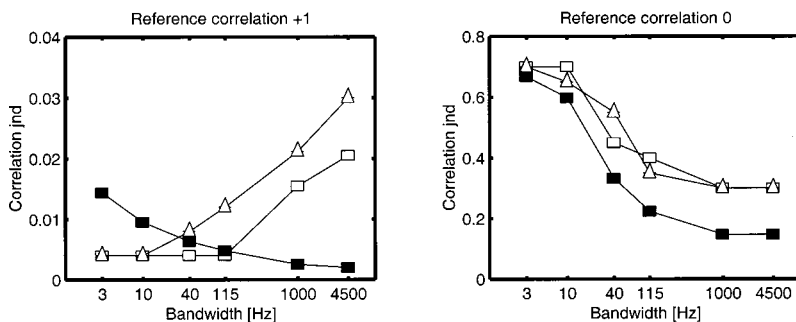 Reference correlation +1
0.04
0.03
0.02
0.01
0
Correlation jnd
3 10 40 115 1000 4500
Bandwidth [Hz]
Reference correlation 0
0.8
0.6
0.4
0.2
0
Correlation jnd
3 10 40 115 1000 4500
Bandwidth [Hz]